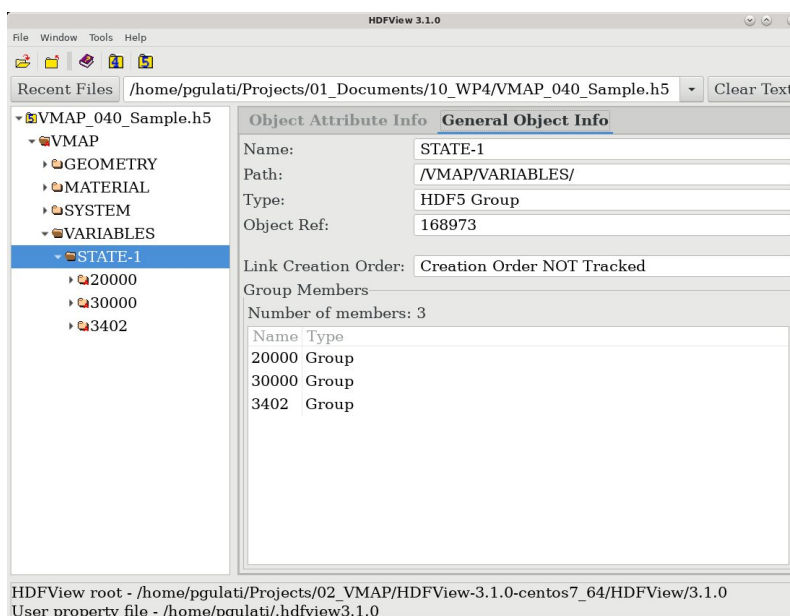 HDFView 3.1.0
File Window Tools Help
Recent Files /home/pgulati/Projects/01_Documents/10_WP4/VMAP_040_Sample.h5 Clear Text
VMAP_040_Sample.h5
VMAP
GEOMETRY
MATERIAL
SYSTEM
VARIABLES
STATE-1
20000
30000
3402
Object Attribute Info General Object Info
Name: STATE-1
Path: /VMAP/VARIABLES/
Type: HDF5 Group
Object Ref: 168973
Link Creation Order: Creation Order NOT Tracked
Group Members
Number of members: 3
Name Type
20000 Group
30000 Group
3402 Group
HDFView root - /home/pgulati/Projects/02_VMAP/HDFView-3.1.0-centos7_64/HDFView/3.1.0
User property file - /home/pgulati/.hdfview3.1.0